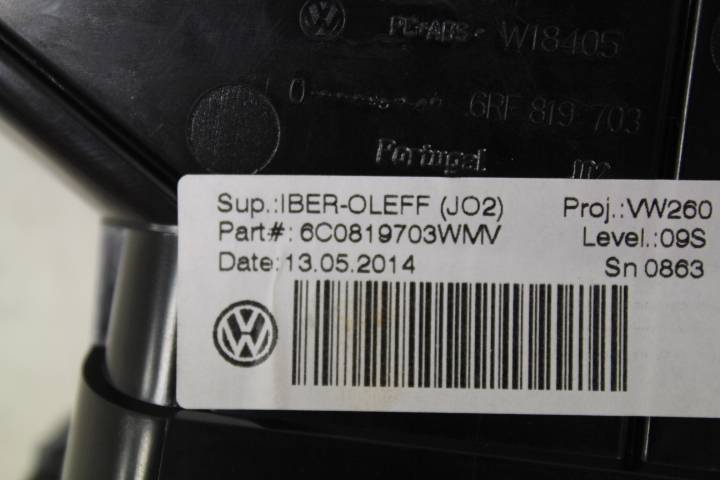 PC+ABS W18405
6RF 819 703
Portugal
JO2
Sup.:IBER-OLEFF (JO2) Proj.:VW260
Part#: 6C0819703WMV Level.:09S
Date:13.05.2014 Sn 0863